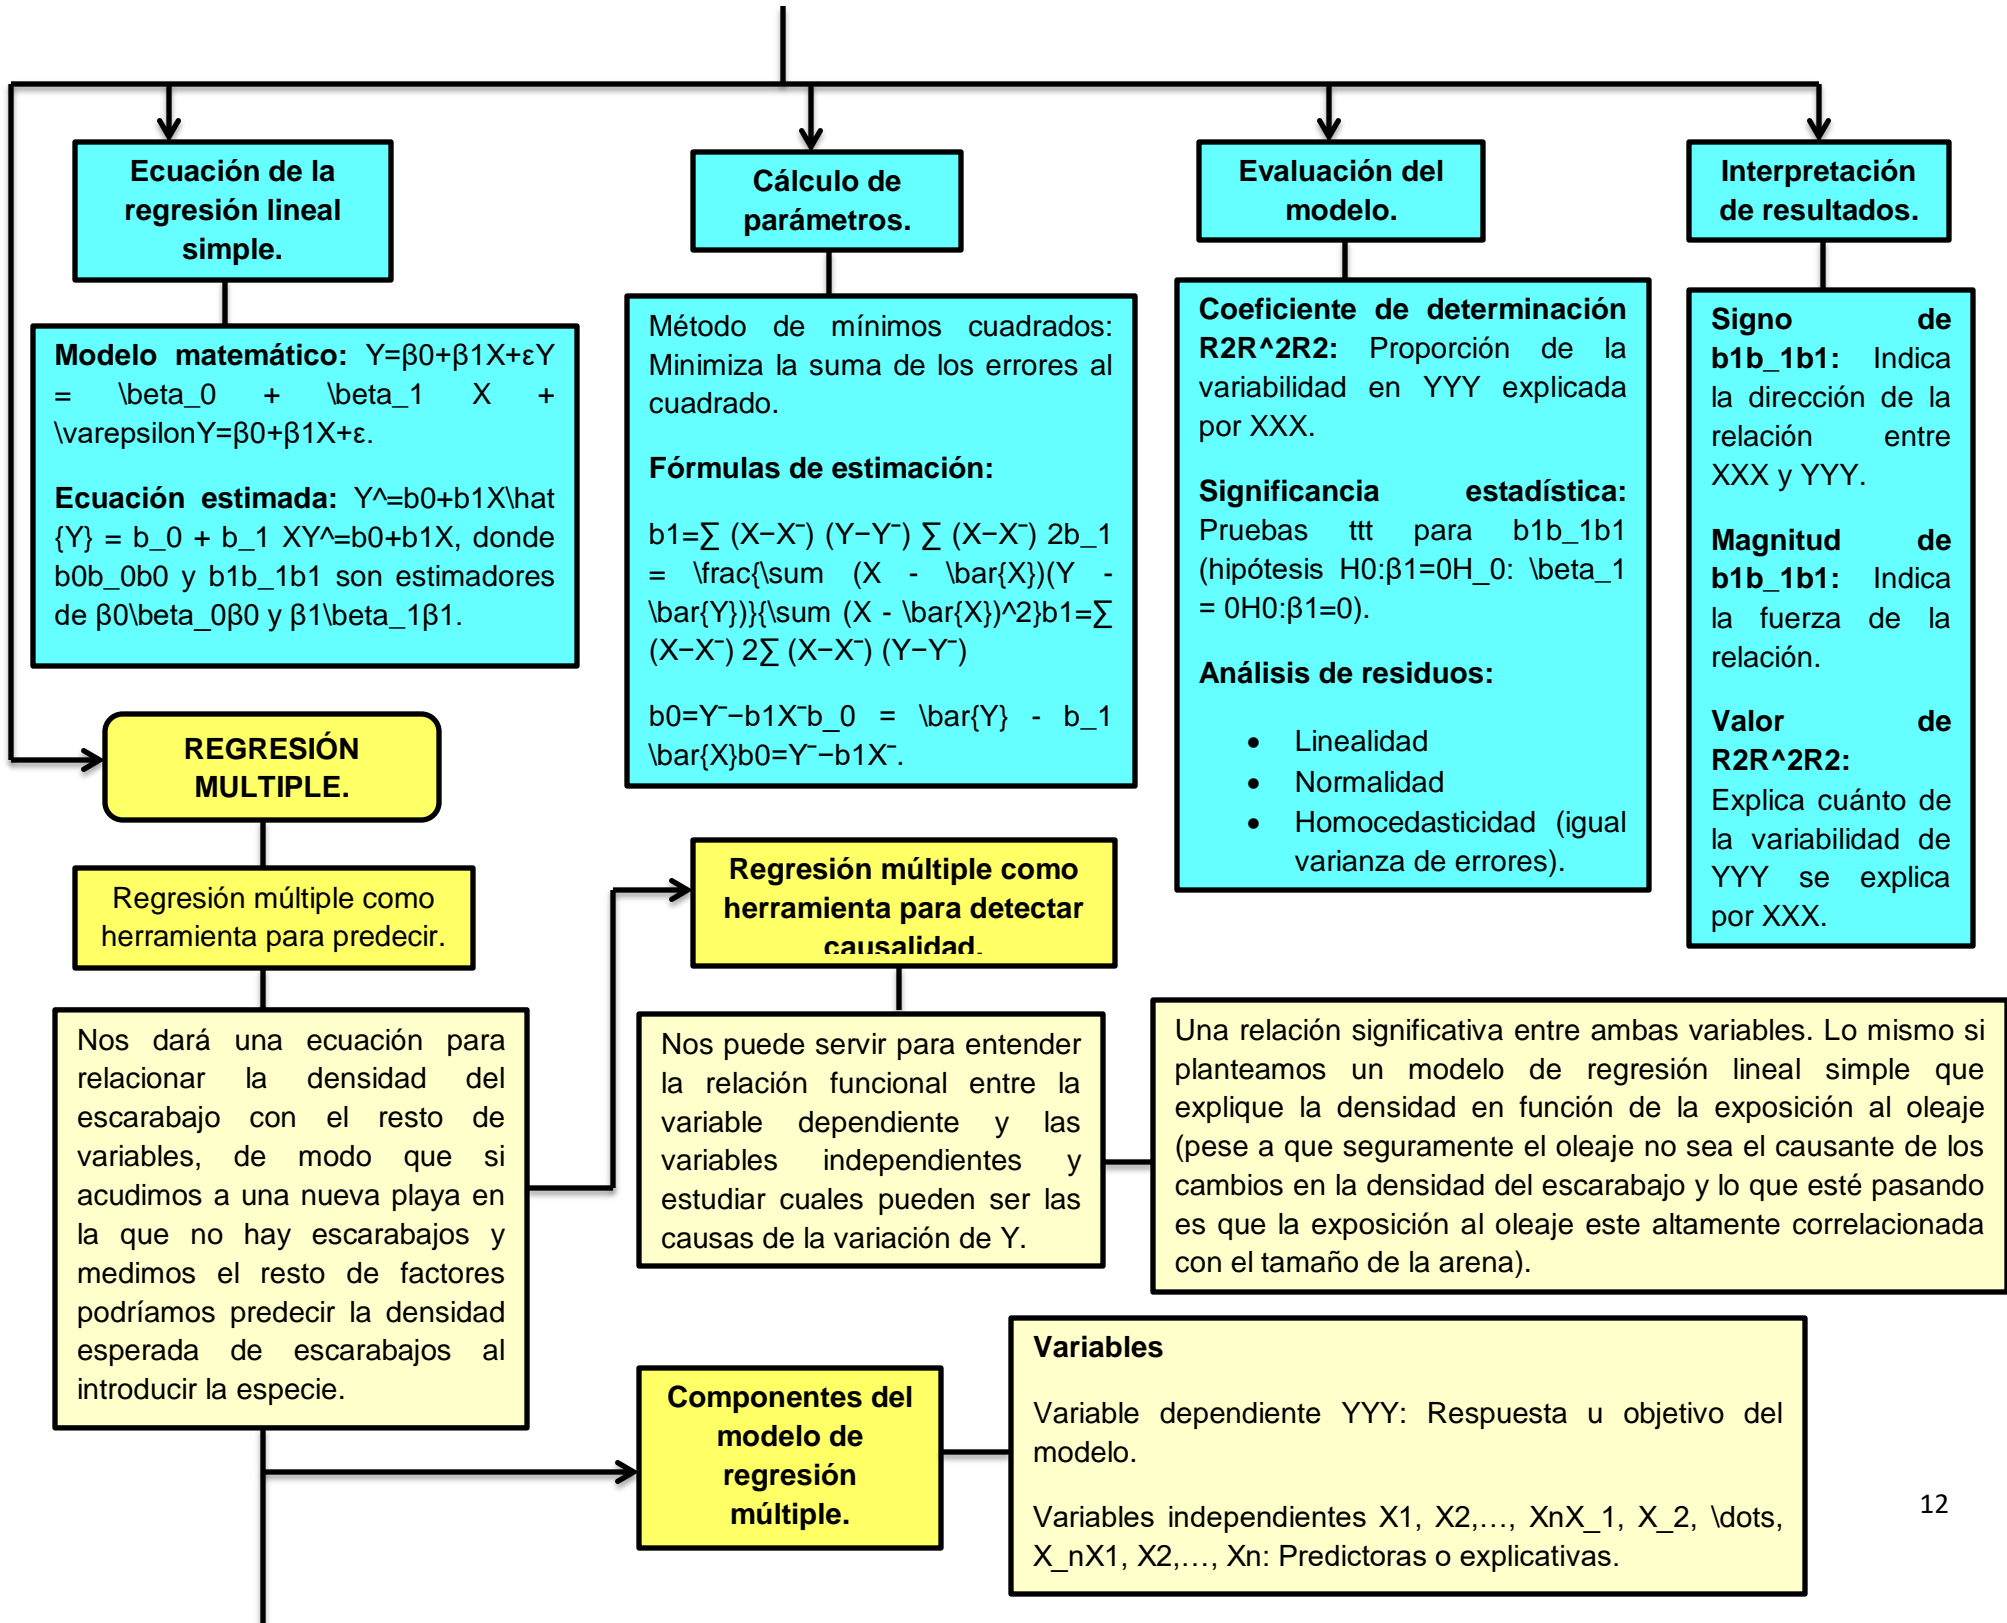 Ecuación de la
regresión lineal
simple.
Modelo matemático: Y=β0+β1X+εY
= \beta_0 + \beta_1 X +
\varepsilonY=β0+β1X+ε.
Ecuación estimada: Y^=b0+b1X\hat
{Y} = b_0 + b_1 XY^=b0+b1X, donde
b0b_0b0 y b1b_1b1 son estimadores
de β0\beta_0β0 y β1\beta_1β1.
Cálculo de
parámetros.
Método de mínimos cuadrados:
Minimiza la suma de los errores al
cuadrado.
Fórmulas de estimación:
b1=∑ (X−Xˉ) (Y−Yˉ) ∑ (X−Xˉ) 2b_1
= \frac{\sum (X - \bar{X})(Y -
\bar{Y})}{\sum (X - \bar{X})^2}b1=∑
(X−Xˉ) 2∑ (X−Xˉ) (Y−Yˉ)
b0=Yˉ−b1Xˉb_0 = \bar{Y} - b_1
\bar{X}b0=Yˉ−b1Xˉ.
Evaluación del
modelo.
Coeficiente de determinación
R2R^2R2: Proporción de la
variabilidad en YYY explicada
por XXX.
Significancia estadística:
Pruebas ttt para b1b_1b1
(hipótesis H0:β1=0H_0: \beta_1
= 0H0:β1=0).
Análisis de residuos:
• Linealidad
• Normalidad
• Homocedasticidad (igual
varianza de errores).
Interpretación
de resultados.
Signo de
b1b_1b1: Indica
la dirección de la
relación entre
XXX y YYY.
Magnitud de
b1b_1b1: Indica
la fuerza de la
relación.
Valor de
R2R^2R2:
Explica cuánto de
la variabilidad de
YYY se explica
por XXX.
REGRESIÓN
MULTIPLE.
Regresión múltiple como
herramienta para predecir.
Nos dará una ecuación para
relacionar la densidad del
escarabajo con el resto de
variables, de modo que si
acudimos a una nueva playa en
la que no hay escarabajos y
medimos el resto de factores
podríamos predecir la densidad
esperada de escarabajos al
introducir la especie.
Regresión múltiple como
herramienta para detectar
causalidad.
Nos puede servir para entender
la relación funcional entre la
variable dependiente y las
variables independientes y
estudiar cuales pueden ser las
causas de la variación de Y.
Una relación significativa entre ambas variables. Lo mismo si
planteamos un modelo de regresión lineal simple que
explique la densidad en función de la exposición al oleaje
(pese a que seguramente el oleaje no sea el causante de los
cambios en la densidad del escarabajo y lo que esté pasando
es que la exposición al oleaje este altamente correlacionada
con el tamaño de la arena).
Componentes del
modelo de
regresión
múltiple.
Variables
Variable dependiente YYY: Respuesta u objetivo del
modelo.
Variables independientes X1, X2,…, XnX_1, X_2, \dots,
X_nX1, X2,…, Xn: Predictoras o explicativas.
12